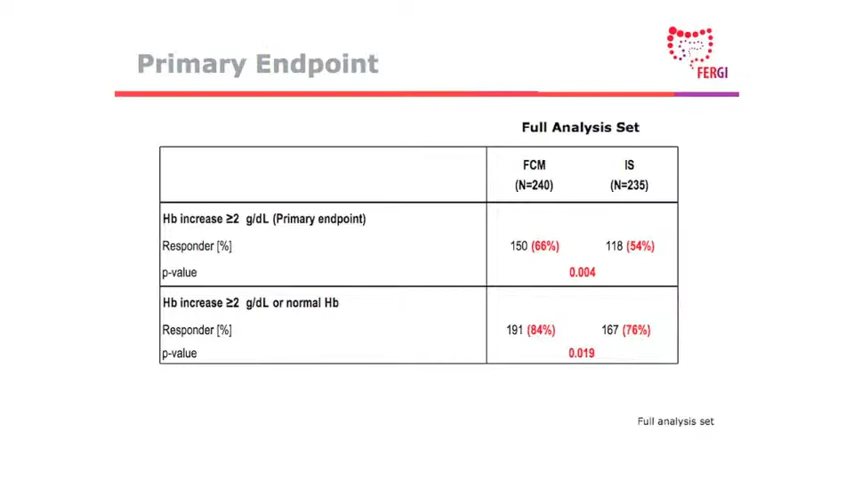 Primary Endpoint
FERGI
Full Analysis Set
FCM IS
(N=240) (N=235)
Hb increase ≥2 g/dL (Primary endpoint)
Responder [%] 150 (66%) 118 (54%)
p-value 0.004
Hb increase ≥2 g/dL or normal Hb
Responder [%] 191 (84%) 167 (76%)
p-value 0.019
Full analysis set